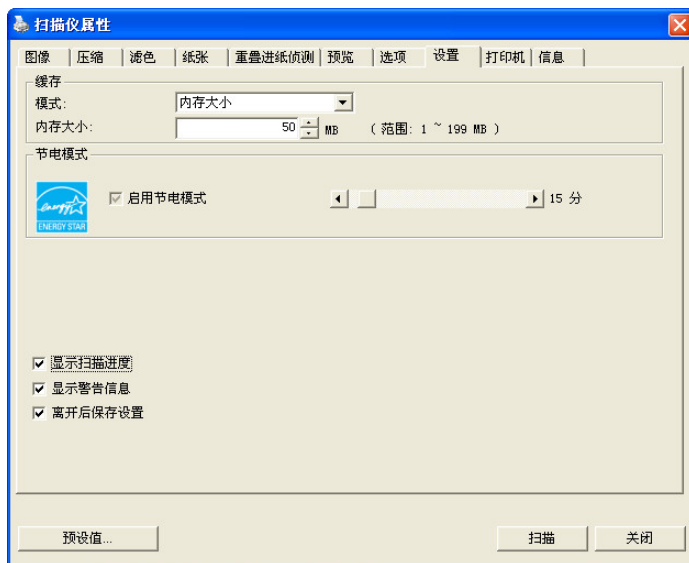 扫描仪属性
图像 压缩 滤色 纸张 重叠进纸侦测 预览 选项 设置 打印机 信息
缓存
模式: 内存大小
内存大小: 50 MB (范围: 1 ~ 199 MB )
节电模式
启用节电模式 15 分
energy
ENERGY STAR
显示扫描进度
显示警告信息
离开后保存设置
预设值... 扫描 关闭